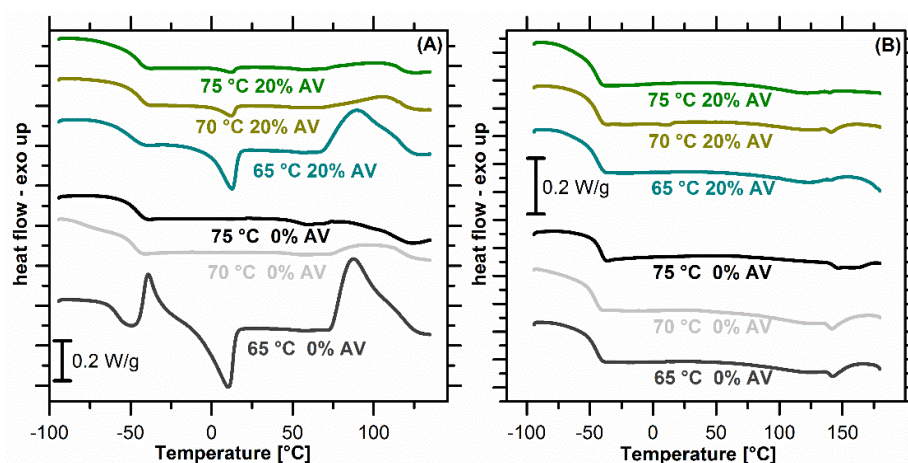 (A)
75 °C 20% AV
70 °C 20% AV
65 °C 20% AV
75 °C 0% AV
70 °C 0% AV
65 °C 0% AV
0.2 W/g
heat flow - exo up
-100 -50 0 50 100
Temperature [°C]
(B)
75 °C 20% AV
70 °C 20% AV
65 °C 20% AV
0.2 W/g
75 °C 0% AV
70 °C 0% AV
65 °C 0% AV
heat flow - exo up
-100 -50 0 50 100 150
Temperature [°C]